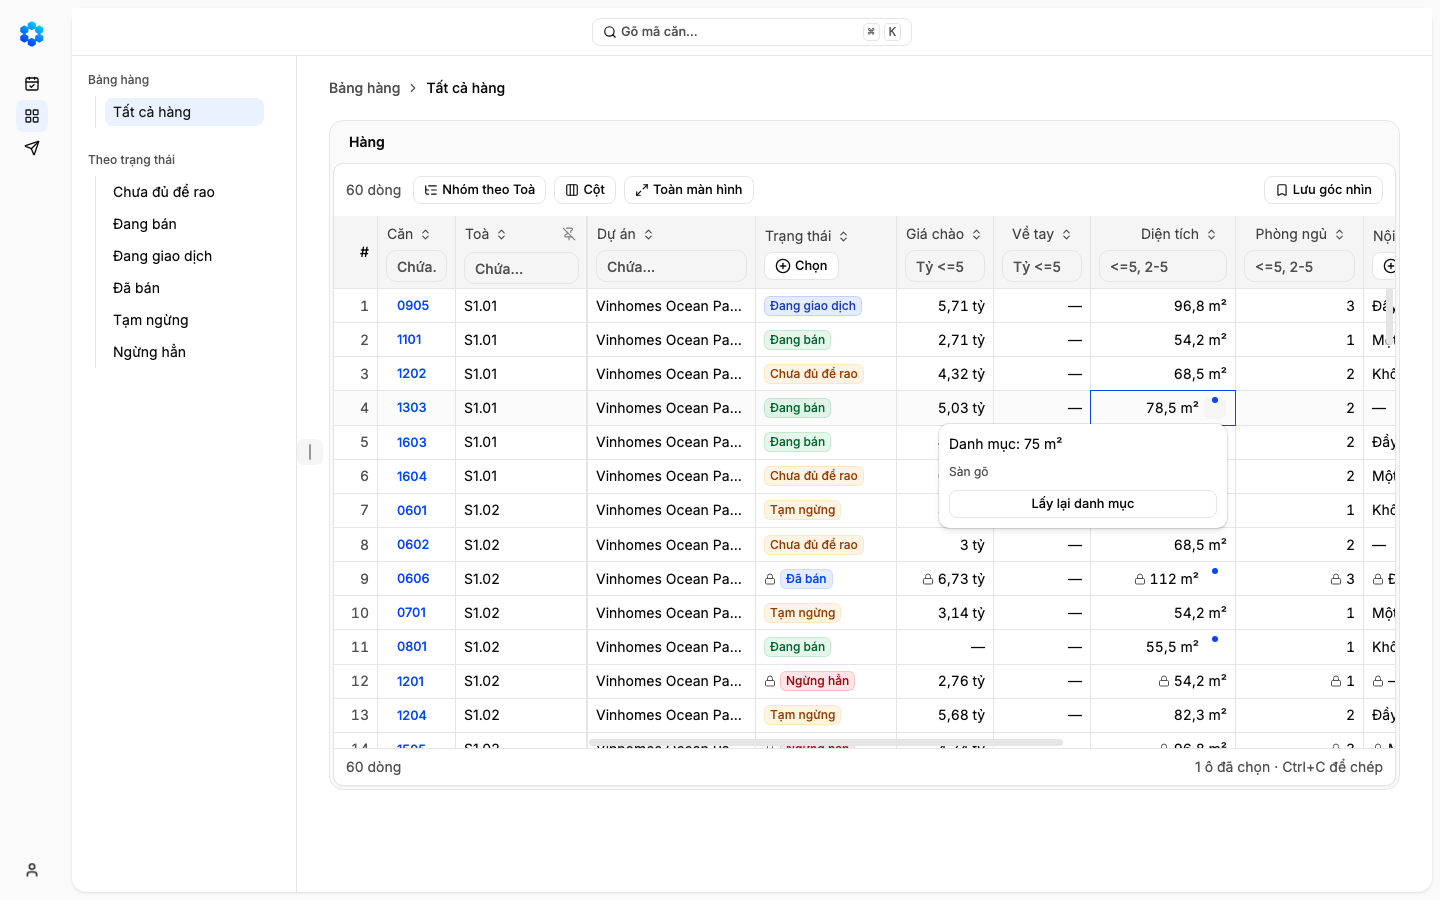 Gõ mã căn... ⌘ K
Bảng hàng
Tất cả hàng
Theo trạng thái
Chưa đủ để rao
Đang bán
Đang giao dịch
Đã bán
Tạm ngừng
Ngừng hẳn
Bảng hàng > Tất cả hàng
Hàng
60 dòng Nhóm theo Toà Cột Toàn màn hình Lưu góc nhìn
# Căn Toà Dự án Trạng thái Giá chào Về tay Diện tích Phòng ngủ Nội
Chứa. Chứa... Chứa... Chọn Tỷ <=5 Tỷ <=5 <=5, 2-5 <=5, 2-5
1 0905 S1.01 Vinhomes Ocean Pa... Đang giao dịch 5,71 tỷ — 96,8 m² 3
2 1101 S1.01 Vinhomes Ocean Pa... Đang bán 2,71 tỷ — 54,2 m² 1 Một
3 1202 S1.01 Vinhomes Ocean Pa... Chưa đủ để rao 4,32 tỷ — 68,5 m² 2 Khô
4 1303 S1.01 Vinhomes Ocean Pa... Đang bán 5,03 tỷ — 78,5 m² 2 —
5 1603 S1.01 Vinhomes Ocean Pa... Đang bán 2 Đầy
6 1604 S1.01 Vinhomes Ocean Pa... Chưa đủ để rao 2 Một
7 0601 S1.02 Vinhomes Ocean Pa... Tạm ngừng 1 Khô
Danh mục: 75 m²
Sàn gõ
Lấy lại danh mục
8 0602 S1.02 Vinhomes Ocean Pa... Chưa đủ để rao 3 tỷ — 68,5 m² 2 —
9 0606 S1.02 Vinhomes Ocean Pa... Đã bán 6,73 tỷ — 112 m² 3
10 0701 S1.02 Vinhomes Ocean Pa... Tạm ngừng 3,14 tỷ — 54,2 m² 1 Một
11 0801 S1.02 Vinhomes Ocean Pa... Đang bán — — 55,5 m² 1 Khô
12 1201 S1.02 Vinhomes Ocean Pa... Ngừng hẳn 2,76 tỷ — 54,2 m² 1 —
13 1204 S1.02 Vinhomes Ocean Pa... Tạm ngừng 5,68 tỷ — 82,3 m² 2 Đầy
60 dòng 1 ô đã chọn · Ctrl+C để chép